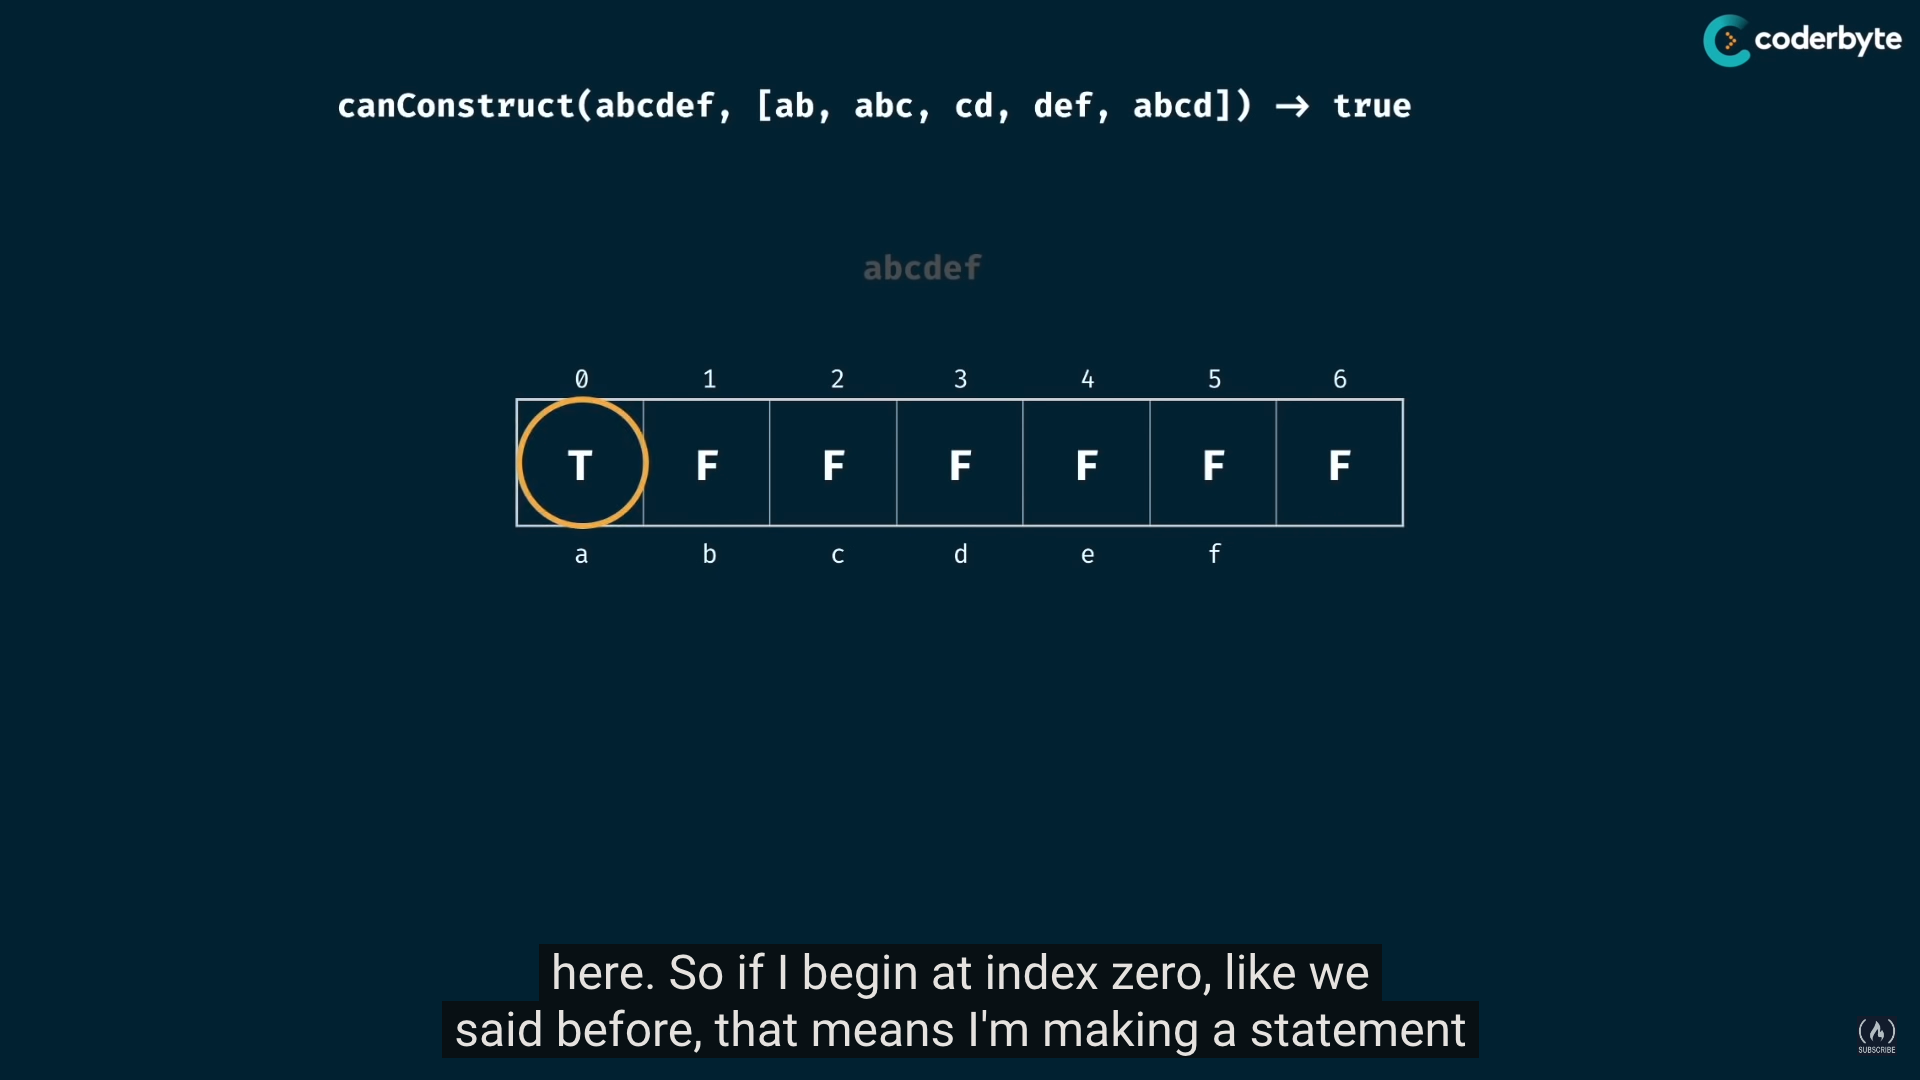 coderbyte
canConstruct(abcdef, [ab, abc, cd, def, abcd]) → true
abcdef
0 1 2 3 4 5 6
T F F F F F F
a b c d e f
here. So if I begin at index zero, like we
said before, that means I'm making a statement
SUBSCRIBE